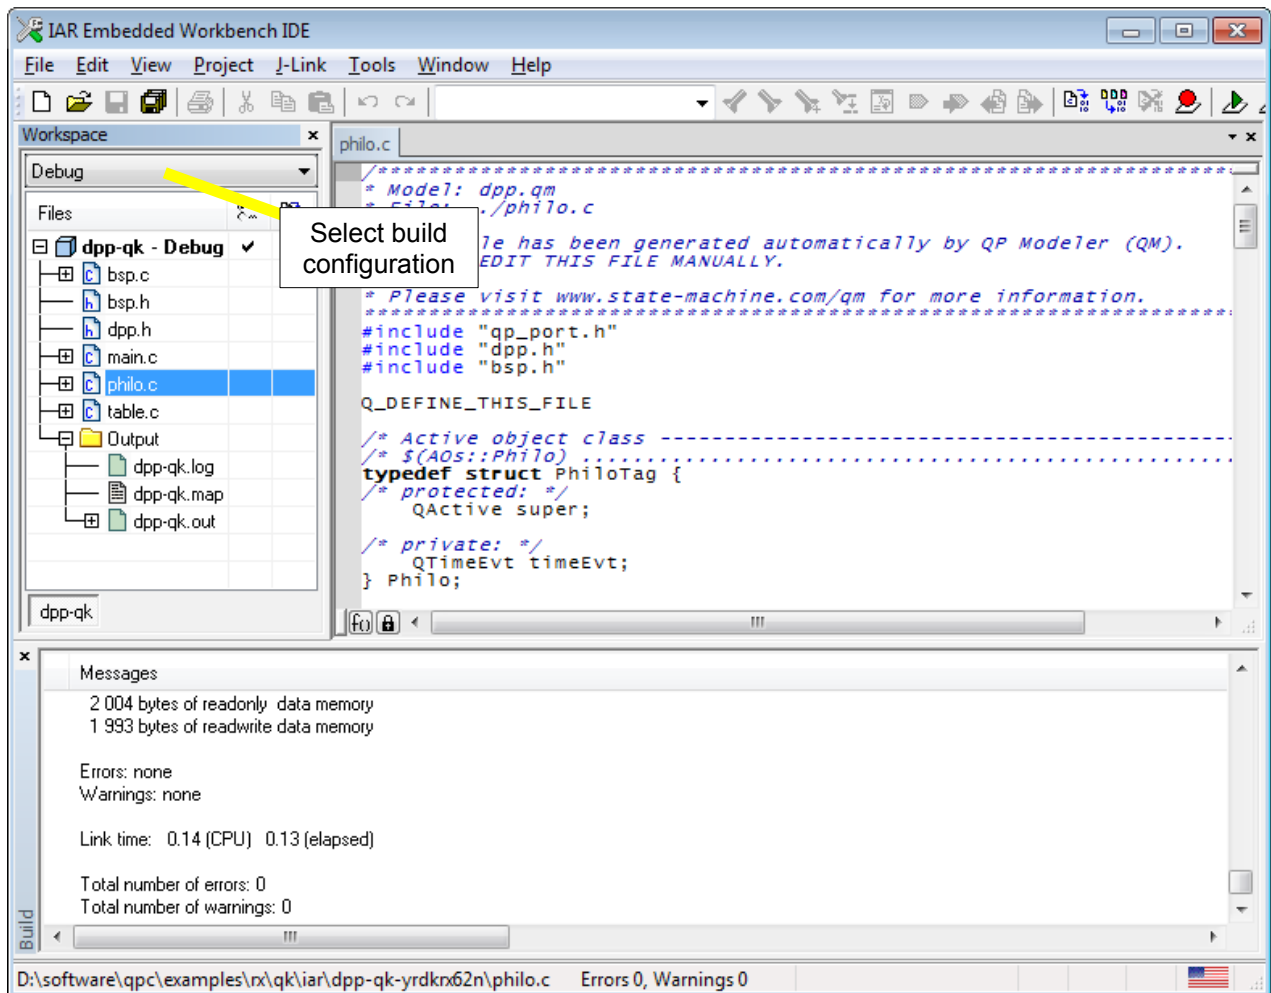 IAR Embedded Workbench IDE
File Edit View Project J-Link Tools Window Help
Workspace
Debug
Files
dpp-qk - Debug
bsp.c
bsp.h
dpp.h
main.c
philo.c
table.c
Output
dpp-qk.log
dpp-qk.map
dpp-qk.out
dpp-qk
Select build
configuration
philo.c
/*******************************************************************
* Model: dpp.qm
* File: ./philo.c
le has been generated automatically by QP Modeler (QM).
EDIT THIS FILE MANUALLY.
* Please visit www.state-machine.com/qm for more information.
*******************************************************************
#include "qp_port.h"
#include "dpp.h"
#include "bsp.h"
Q_DEFINE_THIS_FILE
/* Active object class ---------------------------------------------
/* $(AOs::Philo) ...................................................
typedef struct PhiloTag {
/* protected: */
QActive super;
/* private: */
QTimeEvt timeEvt;
} Philo;
Messages
2 004 bytes of readonly data memory
1 993 bytes of readwrite data memory
Errors: none
Warnings: none
Link time: 0.14 (CPU) 0.13 (elapsed)
Total number of errors: 0
Total number of warnings: 0
Build
D:\software\qpc\examples\rx\qk\iar\dpp-qk-yrdkrx62n\philo.c Errors 0, Warnings 0